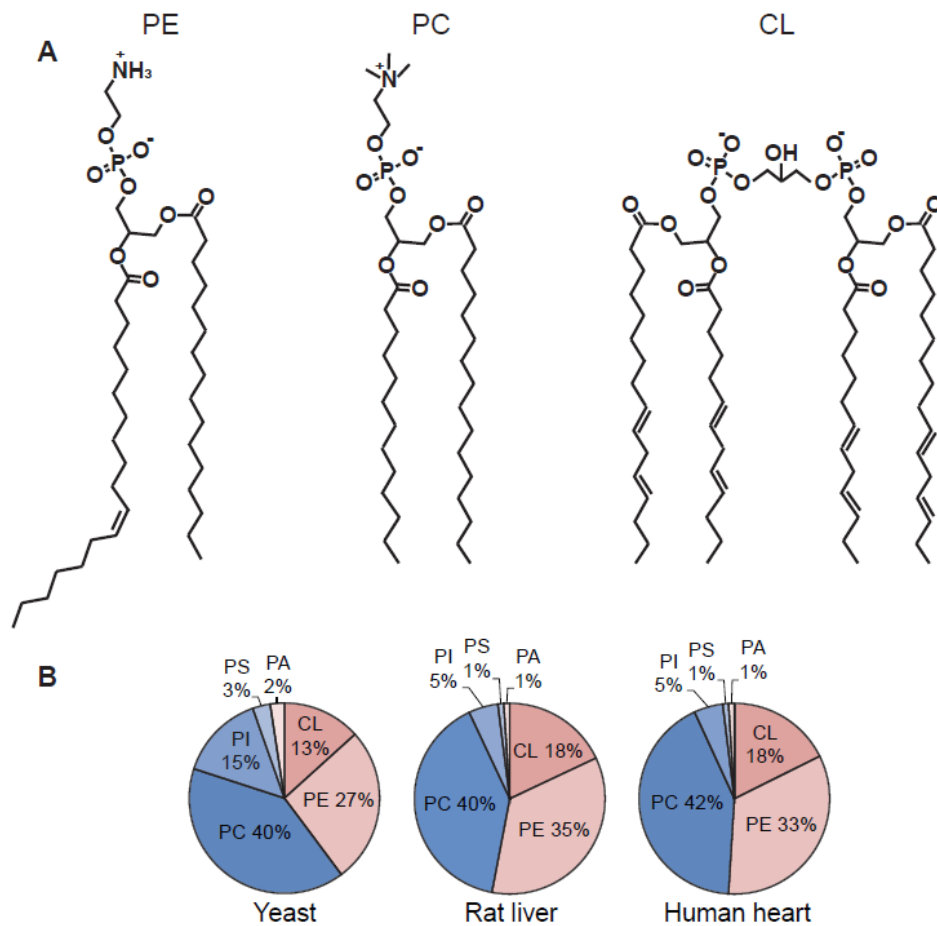 PE PC CL
A
+
NH3
O
O-
P
O
O
O
O
O
O
+
N
O
O-
P
O
O
O
O
O
O
O-
O
P
O
O
OH
O-
P
O
O
O
O
O
O
O
O
O
O
O
B
PS 3%
PA 2%
PI 15%
CL 13%
PE 27%
PC 40%
Yeast
PI 5%
PS 1%
PA 1%
CL 18%
PE 35%
PC 40%
Rat liver
PI 5%
PS 1%
PA 1%
CL 18%
PE 33%
PC 42%
Human heart